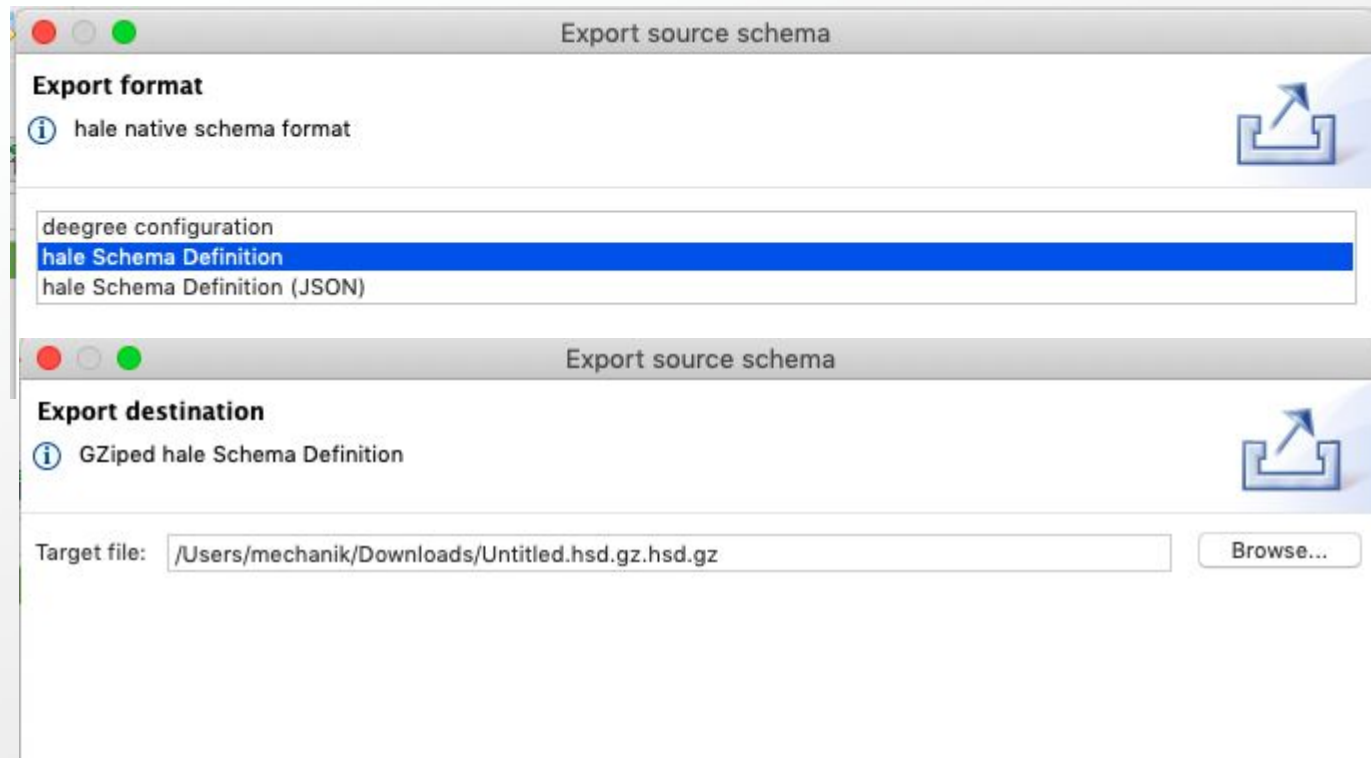 Export source schema
Export format
hale native schema format
deegree configuration
hale Schema Definition
hale Schema Definition (JSON)
Export source schema
Export destination
GZiped hale Schema Definition
Target file: /Users/mechanik/Downloads/Untitled.hsd.gz.hsd.gz Browse...